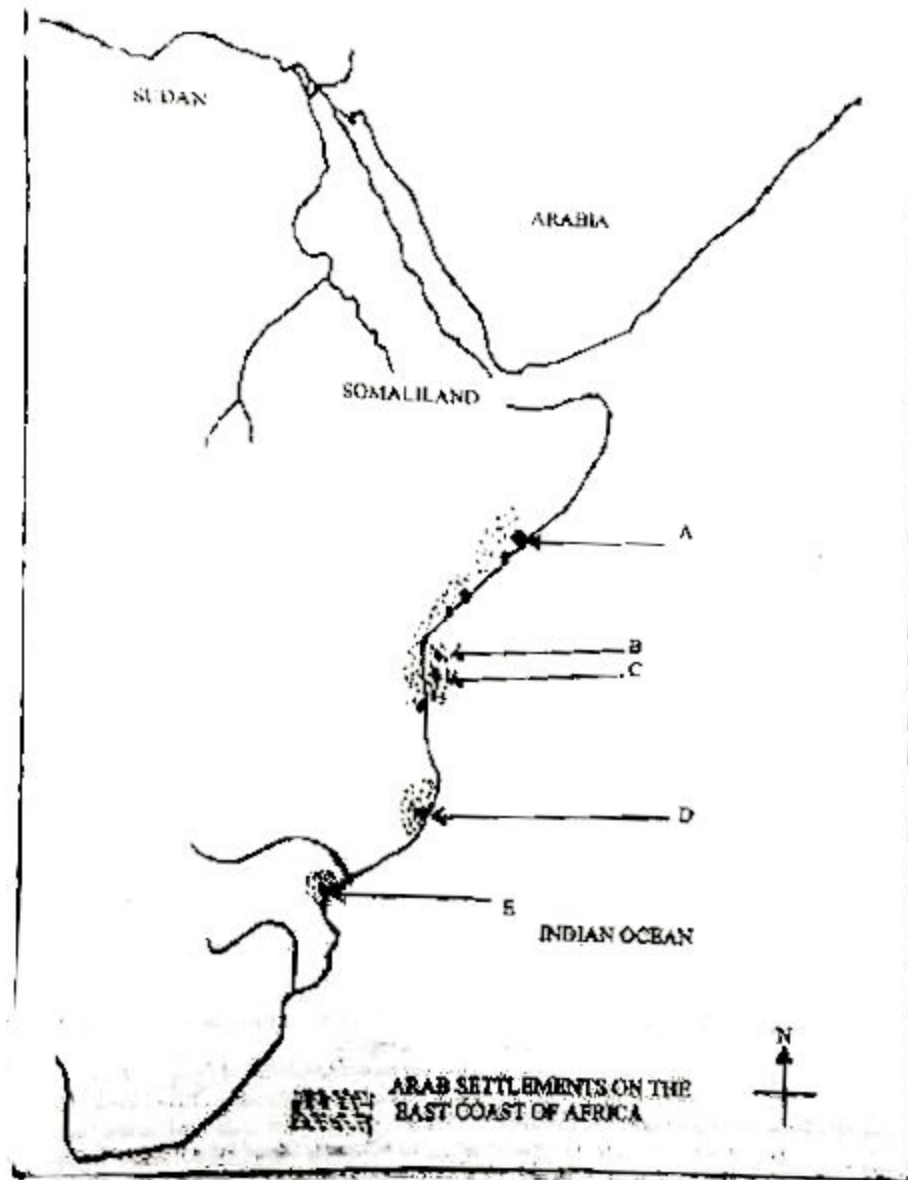 SUDAN
ARABIA
SOMALILAND
A
B
C
D
E
INDIAN OCEAN
N
ARAB SETTLEMENTS ON THE
EAST COAST OF AFRICA